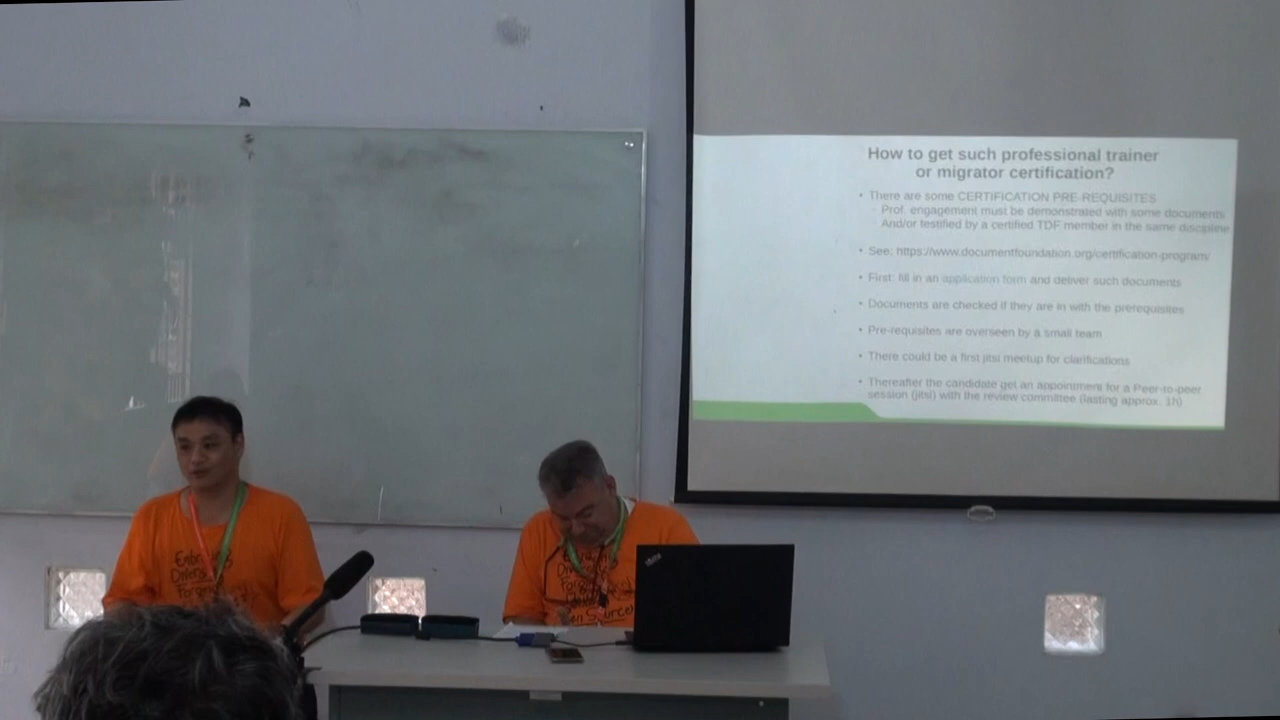 How to get such professional trainer
or migrator certification?
• There are some CERTIFICATION PRE-REQUISITES
- Prof. engagement must be demonstrated with some documents
- And/or testified by a certified TDF member in the same discipline
• See: https://www.documentfoundation.org/certification-program/
• First: fill in an application form and deliver such documents
• Documents are checked if they are in with the prerequisites
• Pre-requisites are overseen by a small team
• There could be a first jitsi meetup for clarifications
• Thereafter the candidate get an appointment for a Peer-to-peer
session (jitsi) with the review committee (lasting approx. 1h)